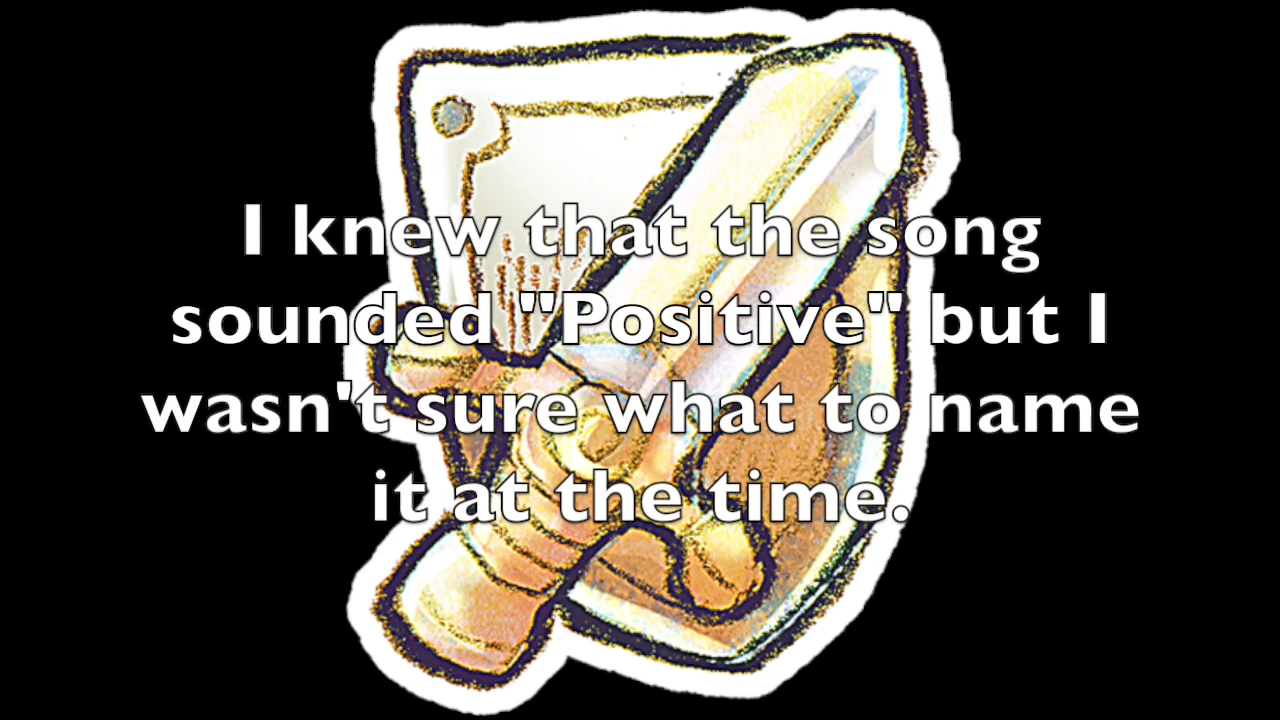 I knew that the song
sounded "Positive" but I
wasn't sure what to name
it at the time.